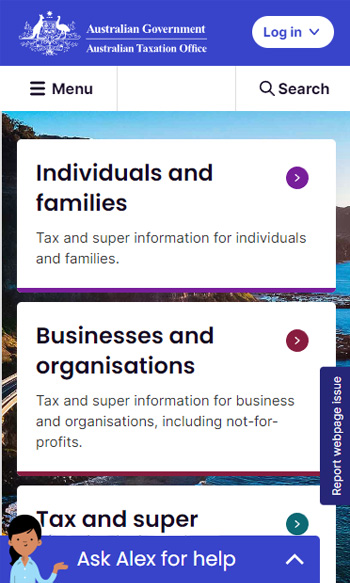 Australian Government
Australian Taxation Office
Log in
Menu
Search
Individuals and
families
Tax and super information for individuals
and families.
Businesses and
organisations
Tax and super information for business
and organisations, including not-for-
profits.
Report webpage issue
Tax and super
Ask Alex for help